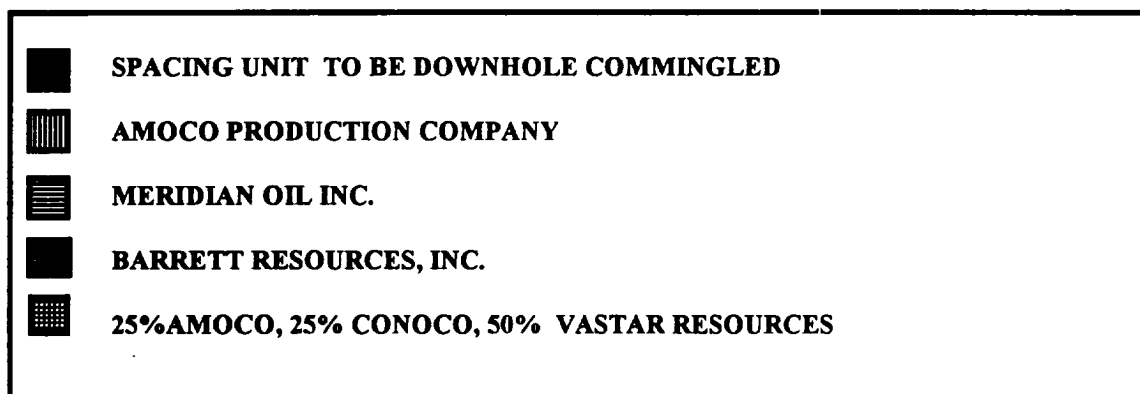 SPACING UNIT TO BE DOWNHOLE COMMINGLED
AMOCO PRODUCTION COMPANY
MERIDIAN OIL INC.
BARRETT RESOURCES, INC.
25%AMOCO, 25% CONOCO, 50% VASTAR RESOURCES